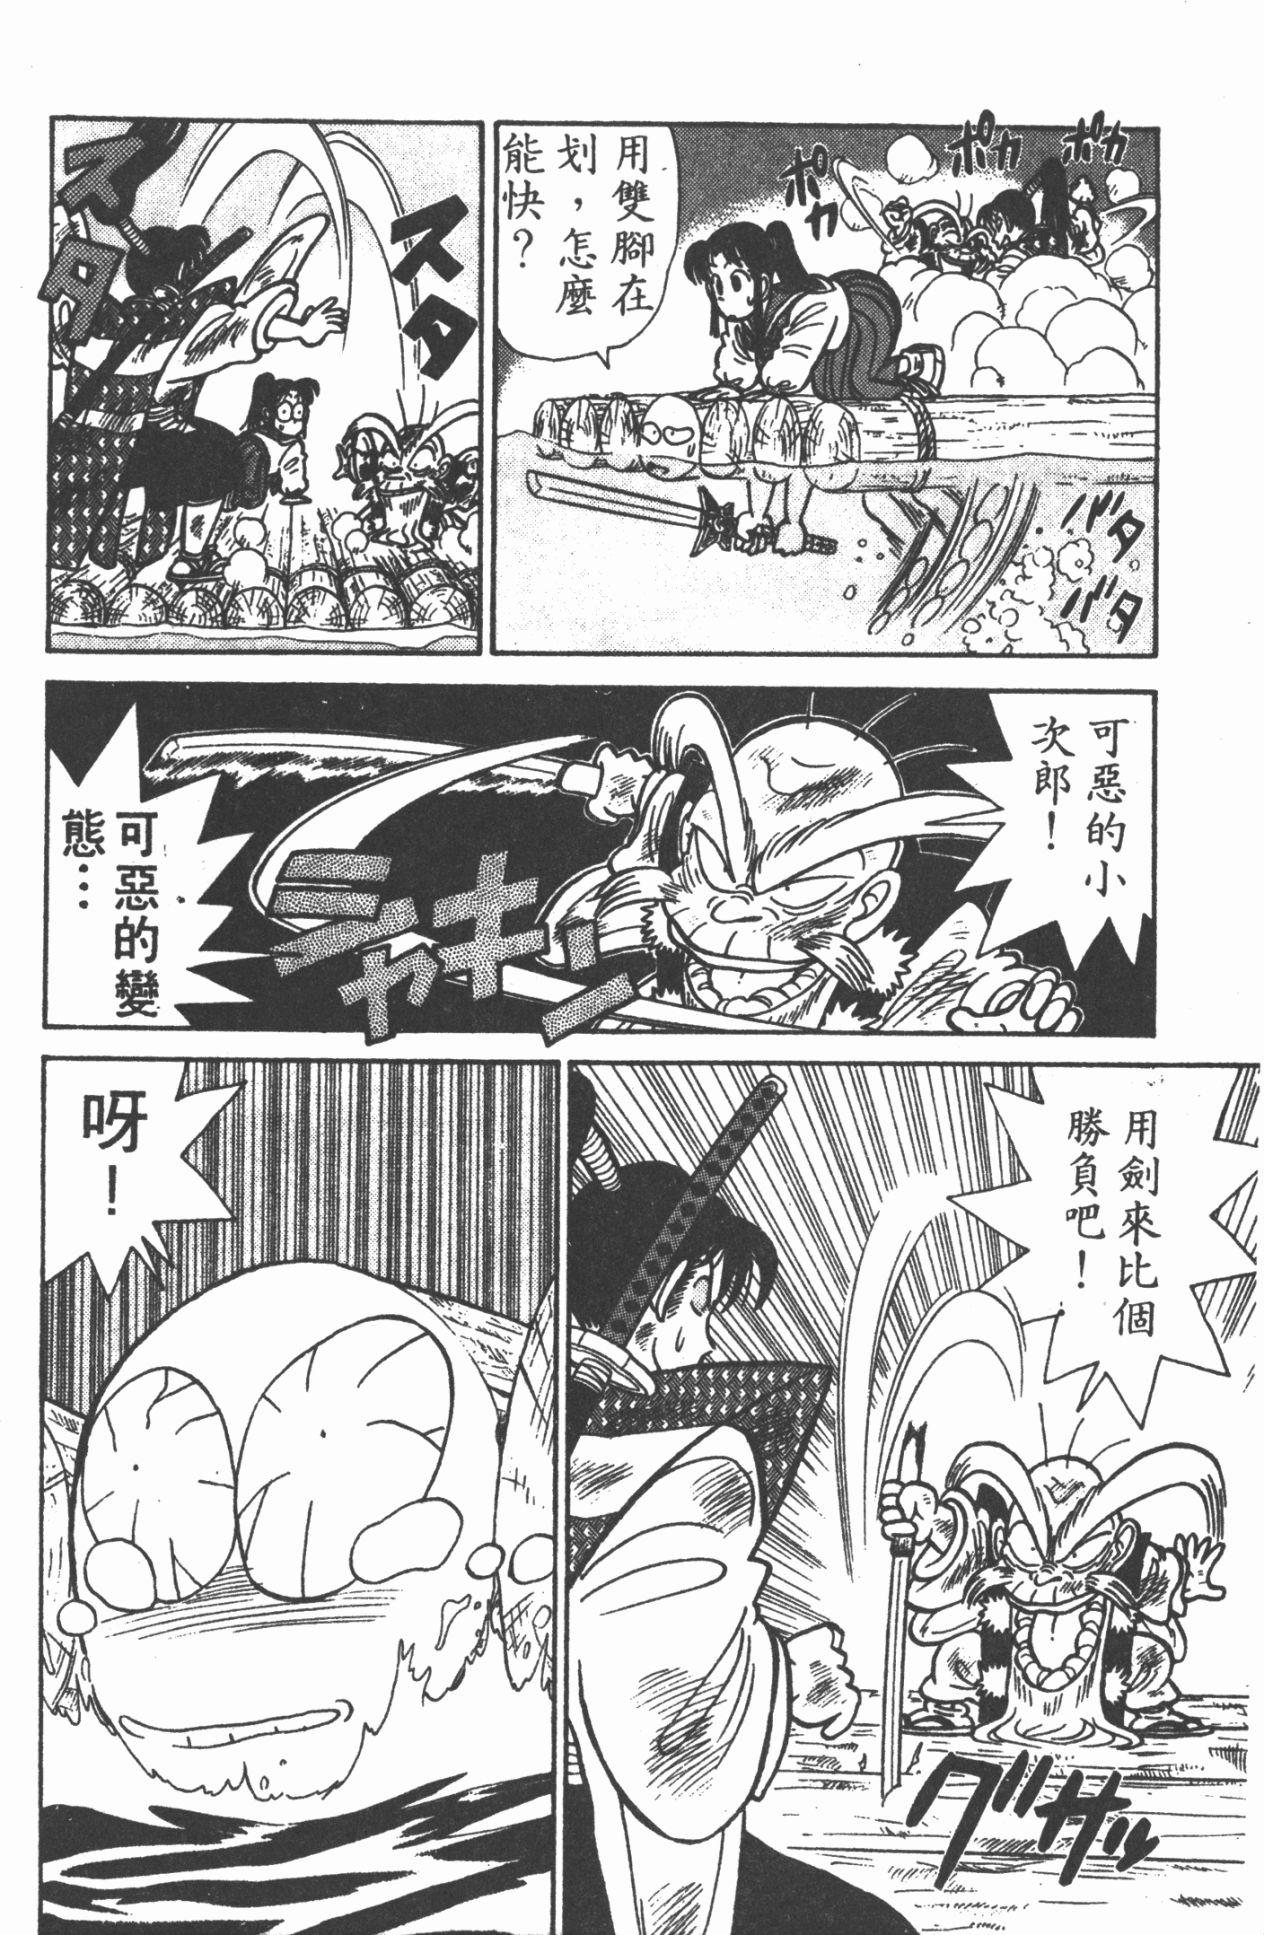 ポカ
ポカ
ポカ
用雙腳在
划，怎麼
能快？
バタ
バタ
スタ
スタ
可惡的小
次郎！
シャキーン
可惡的變
態…
用劍來比個
勝負吧！
グサッ
呀！